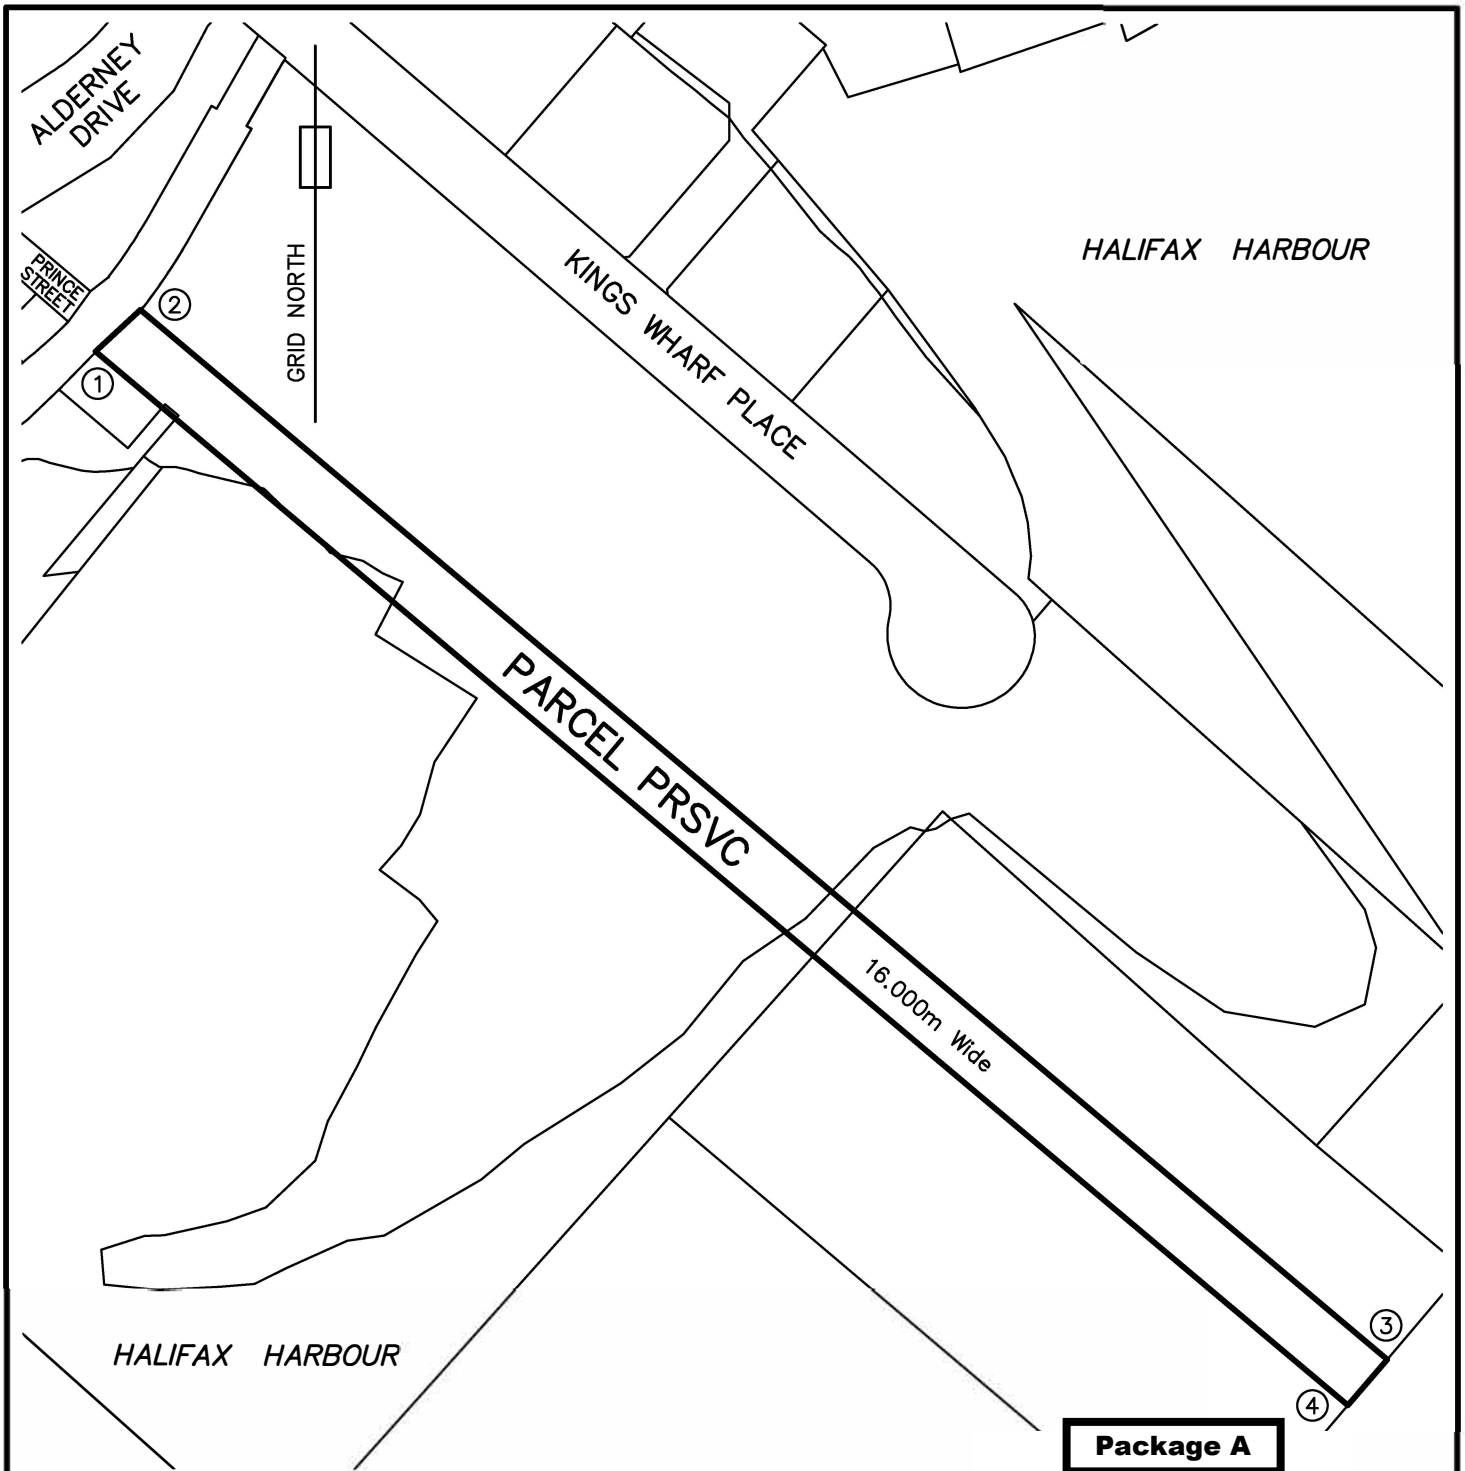 ALDERNEY
DRIVE
PRINCE
STREET
②
①
GRID NORTH
KINGS WHARF PLACE
HALIFAX HARBOUR
PARCEL PRSVC
16.000m Wide
HALIFAX HARBOUR
③
④
Package A